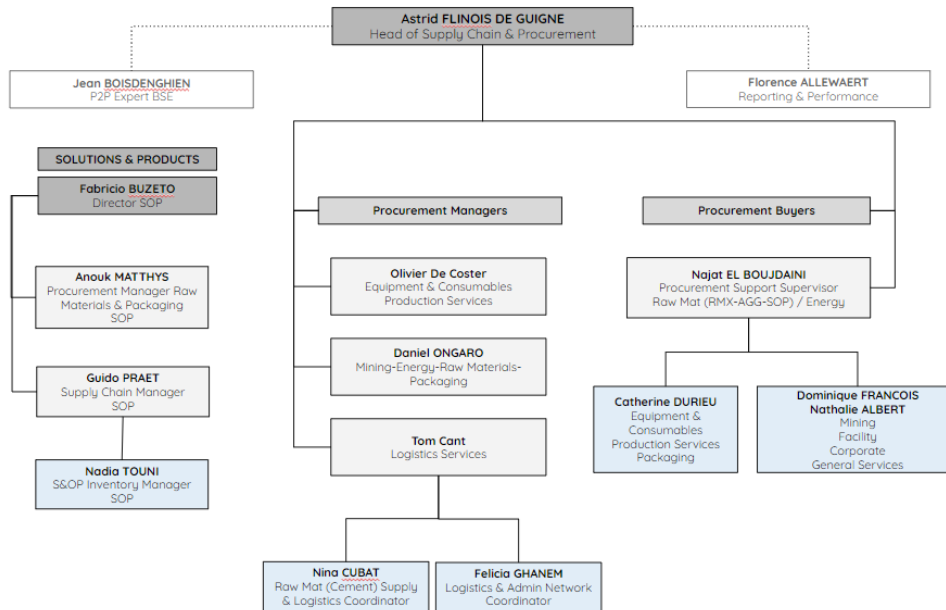 Astrid FLINOIS DE GUIGNE
Head of Supply Chain & Procurement
Jean BOISDENGHIEN
P2P Expert BSE
Florence ALLEWAERT
Reporting & Performance
SOLUTIONS & PRODUCTS
Fabricio BUZETO
Director SOP
Anouk MATTHYS
Procurement Manager Raw
Materials & Packaging
SOP
Guido PRAET
Supply Chain Manager
SOP
Nadia TOUNI
S&OP Inventory Manager
SOP
Procurement Managers
Olivier De Coster
Equipment & Consumables
Production Services
Daniel ONGARO
Mining-Energy-Raw Materials-
Packaging
Tom Cant
Logistics Services
Nina CUBAT
Raw Mat (Cement) Supply
& Logistics Coordinator
Felicia GHANEM
Logistics & Admin Network
Coordinator
Procurement Buyers
Najat EL BOUJDAINI
Procurement Support Supervisor
Raw Mat (RMX-AGG-SOP) / Energy
Catherine DURIEU
Equipment &
Consumables
Production Services
Packaging
Dominique FRANCOIS
Nathalie ALBERT
Mining
Facility
Corporate
General Services